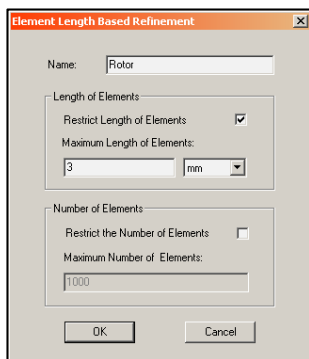 Element Length Based Refinement
Name: Rotor
Length of Elements
Restrict Length of Elements
Maximum Length of Elements:
3 mm
Number of Elements
Restrict the Number of Elements
Maximum Number of Elements:
1000
OK Cancel